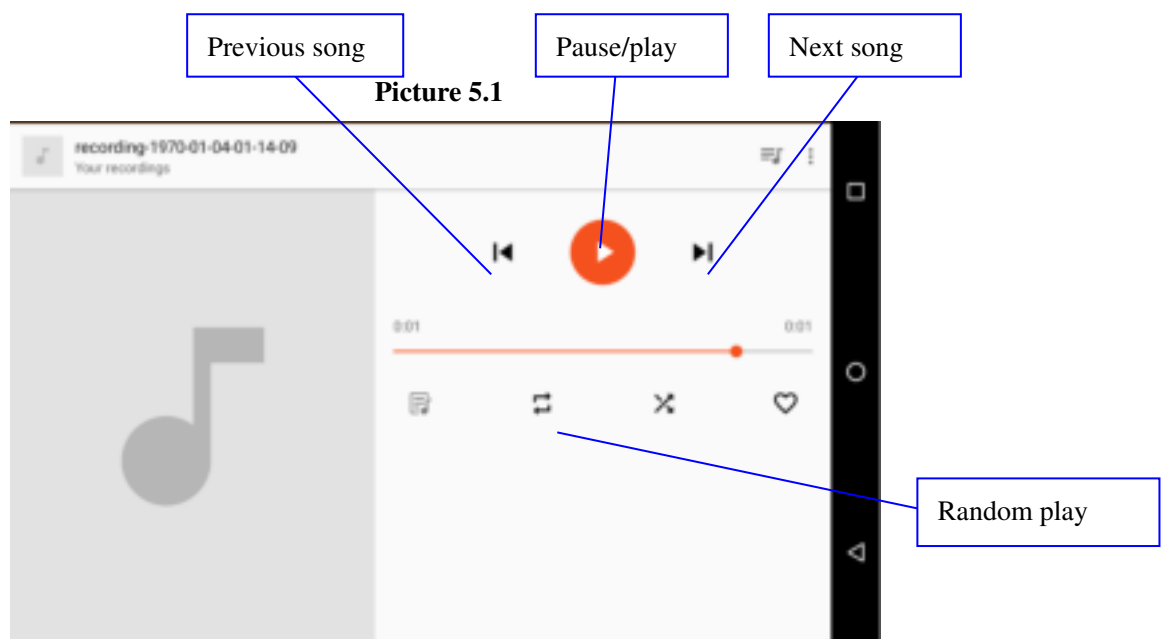 Previous song
Pause/play
Next song
Picture 5.1
recording-1970-01-04-01-14-09
Your recordings
0:01
0:01
Random play